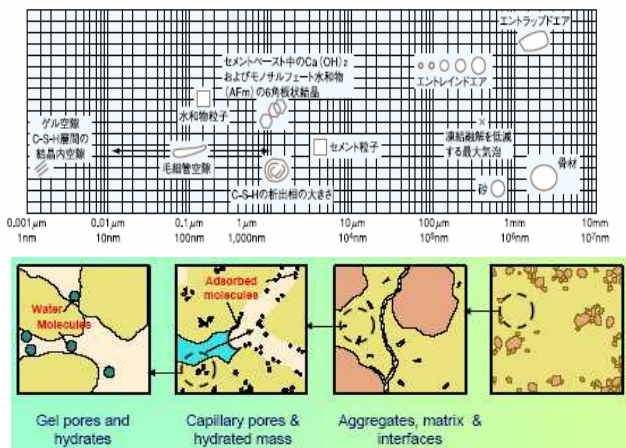 エントラップドエア
セメントペースト中のCa(OH)₂
およびモノサルフェート水和物
(AFm)の6角板状結晶
エントレインドエア
水和物粒子
ゲル空隙
C-S-H層間の
結晶内空隙
毛細管空隙
セメント粒子
凍結融解を低減
する最大気泡
骨材
C-S-Hの析出相の大きさ
砂
0.001μm 0.01μm 0.1μm 1μm 10μm 100μm 1mm 10mm
1nm 10nm 100nm 1,000nm 10⁴nm 10⁵nm 10⁶nm 10⁷nm
Water
Molecules
Adsorbed
molecules
Gel pores and
hydrates
Capillary pores &
hydrated mass
Aggregates, matrix &
interfaces